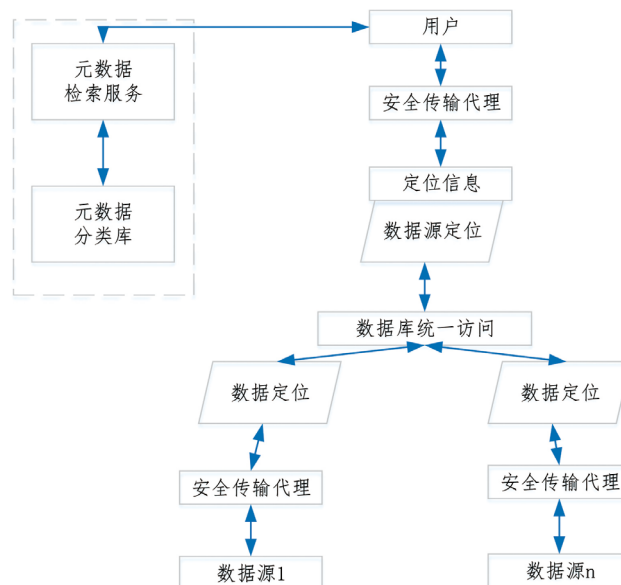 用户
元数据
检索服务
安全传输代理
定位信息
元数据
分类库
数据源定位
数据库统一访问
数据定位
数据定位
安全传输代理
安全传输代理
数据源1
数据源n